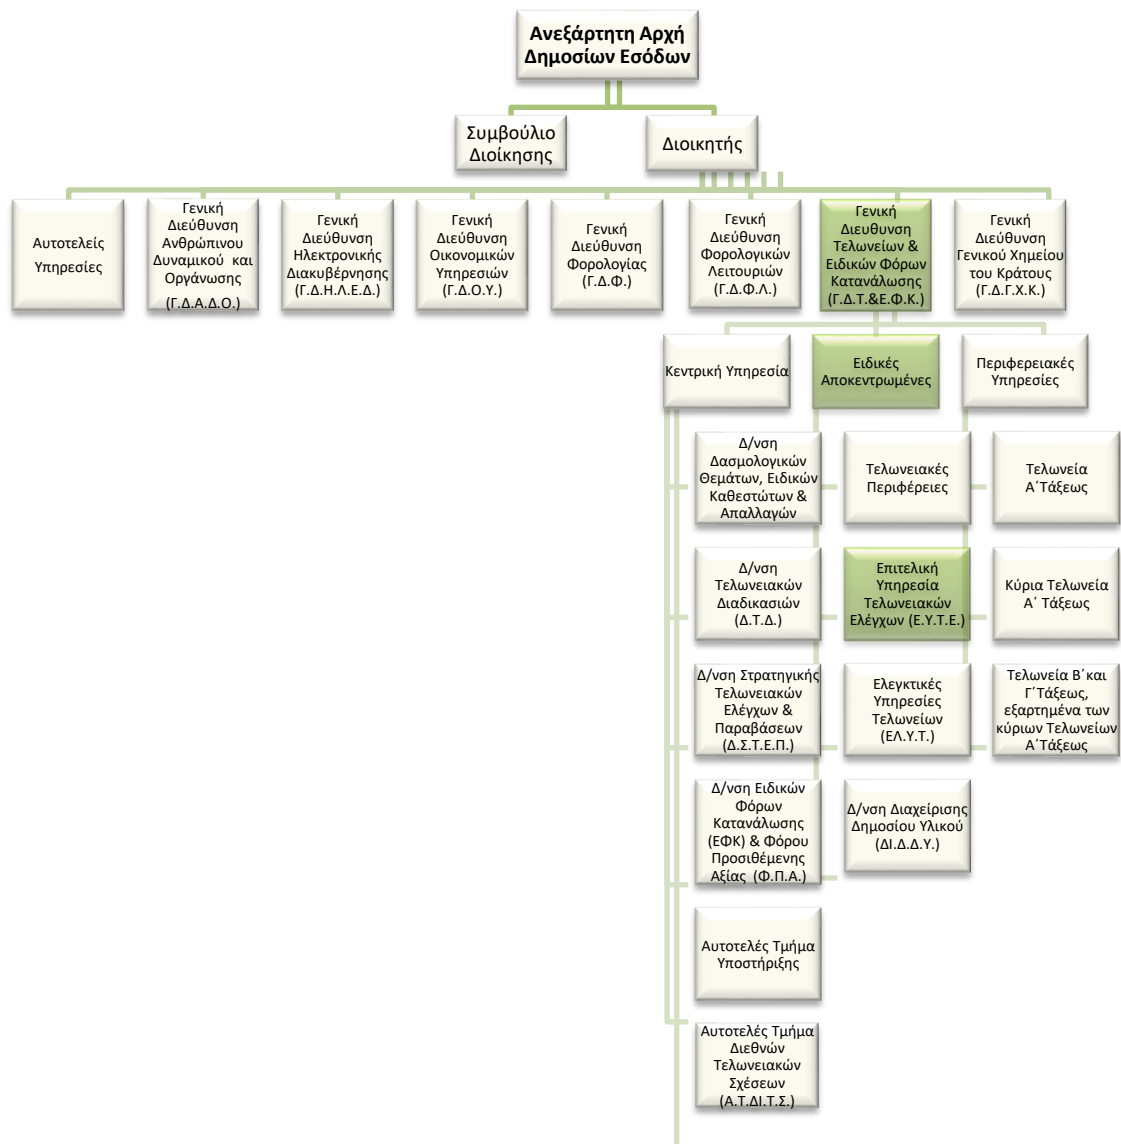 Ανεξάρτητη Αρχή
Δημοσίων Εσόδων
Συμβούλιο
Διοίκησης
Διοικητής
Αυτοτελείς
Υπηρεσίες
Γενική
Διεύθυνση
Ανθρώπινου
Δυναμικού και
Οργάνωσης
(Γ.Δ.Α.Δ.Ο.)
Γενική
Διεύθυνση
Ηλεκτρονικής
Διακυβέρνησης
(Γ.Δ.Η.Λ.Ε.Δ.)
Γενική
Διεύθυνση
Οικονομικών
Υπηρεσιών
(Γ.Δ.Ο.Υ.)
Γενική
Διεύθυνση
Φορολογίας
(Γ.Δ.Φ.)
Γενική
Διεύθυνση
Φορολογικών
Λειτουριών
(Γ.Δ.Φ.Λ.)
Γενική
Διευθυνση
Τελωνείων &
Ειδικών Φόρων
Κατανάλωσης
(Γ.Δ.Τ.&Ε.Φ.Κ.)
Γενική
Διεύθυνση
Γενικού Χημείου
του Κράτους
(Γ.Δ.Γ.Χ.Κ.)
Κεντρική Υπηρεσία
Ειδικές
Αποκεντρωμένες
Περιφερειακές
Υπηρεσίες
Δ/νση
Δασμολογικών
Θεμάτων, Ειδικών
Καθεστώτων &
Απαλλαγών
Τελωνειακές
Περιφέρειες
Τελωνεία
Α΄Τάξεως
Δ/νση
Τελωνειακών
Διαδικασιών
(Δ.Τ.Δ.)
Επιτελική
Υπηρεσία
Τελωνειακών
Ελέγχων (Ε.Υ.Τ.Ε.)
Κύρια Τελωνεία
Α΄ Τάξεως
Δ/νση Στρατηγικής
Τελωνειακών
Ελέγχων &
Παραβάσεων
(Δ.Σ.Τ.Ε.Π.)
Ελεγκτικές
Υπηρεσίες
Τελωνείων
(ΕΛ.Υ.Τ.)
Τελωνεία Β΄και
Γ΄Τάξεως,
εξαρτημένα των
κύριων Τελωνείων
Α΄Τάξεως
Δ/νση Ειδικών
Φόρων
Κατανάλωσης
(ΕΦΚ) & Φόρου
Προσιθέμενης
Αξίας (Φ.Π.Α.)
Δ/νση Διαχείρισης
Δημοσίου Υλικού
(ΔΙ.Δ.Δ.Υ.)
Αυτοτελές Τμήμα
Υποστήριξης
Αυτοτελές Τμήμα
Διεθνών
Τελωνειακών
Σχέσεων
(Α.Τ.ΔΙ.Τ.Σ.)